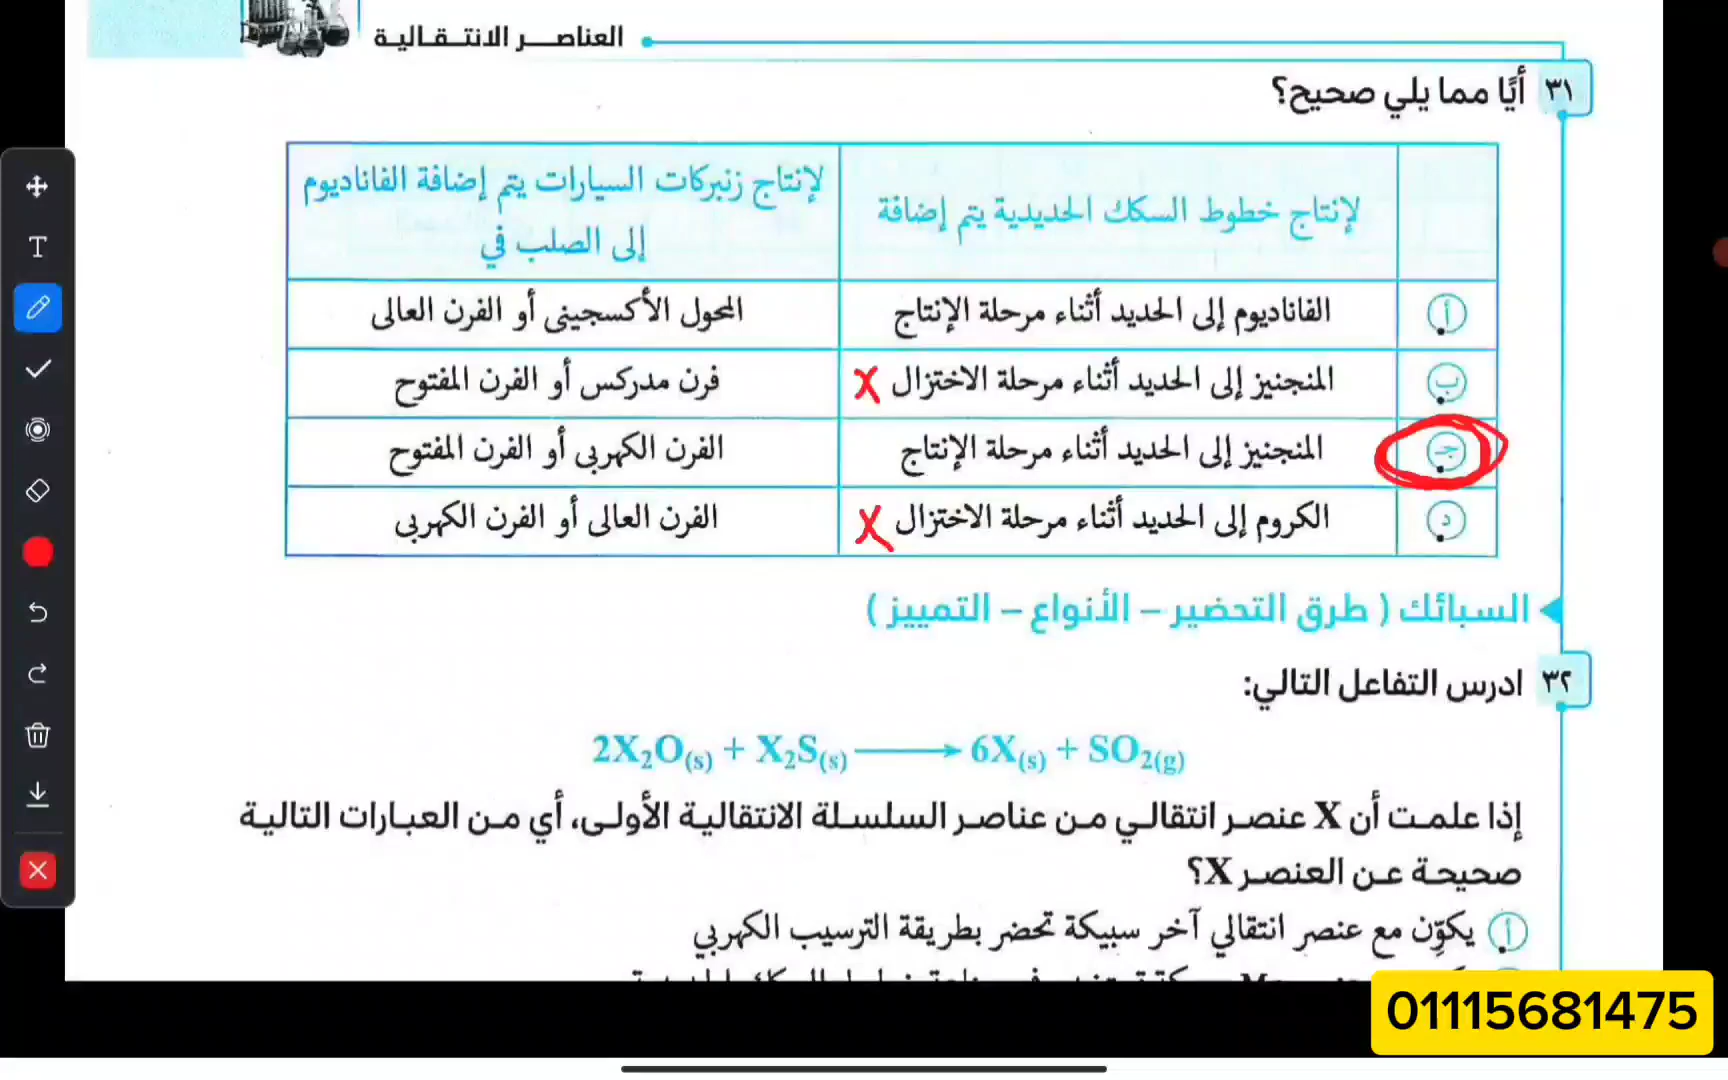 العناصر الانتقالية
٣١ أيًا مما يلي صحيح؟
لإنتاج خطوط السكك الحديدية يتم إضافة
لإنتاج زنبركات السيارات يتم إضافة الفاناديوم إلى الصلب في
أ الفاناديوم إلى الحديد أثناء مرحلة الإنتاج المحول الأكسجينى أو الفرن العالى
ب المنجنيز إلى الحديد أثناء مرحلة الاختزال X فرن مدركس أو الفرن المفتوح
جـ المنجنيز إلى الحديد أثناء مرحلة الإنتاج الفرن الكهربى أو الفرن المفتوح
د الكروم إلى الحديد أثناء مرحلة الاختزال X الفرن العالى أو الفرن الكهربى
السبائك ( طرق التحضير – الأنواع – التمييز )
٣٢ ادرس التفاعل التالي:
2X₂O(s) + X₂S(s) ⟶ 6X(s) + SO₂(g)
إذا علمت أن X عنصر انتقالي من عناصر السلسلة الانتقالية الأولى، أي من العبارات التالية
صحيحة عن العنصر X؟
أ يكوّن مع عنصر انتقالي آخر سبيكة تحضر بطريقة الترسيب الكهربي
01115681475